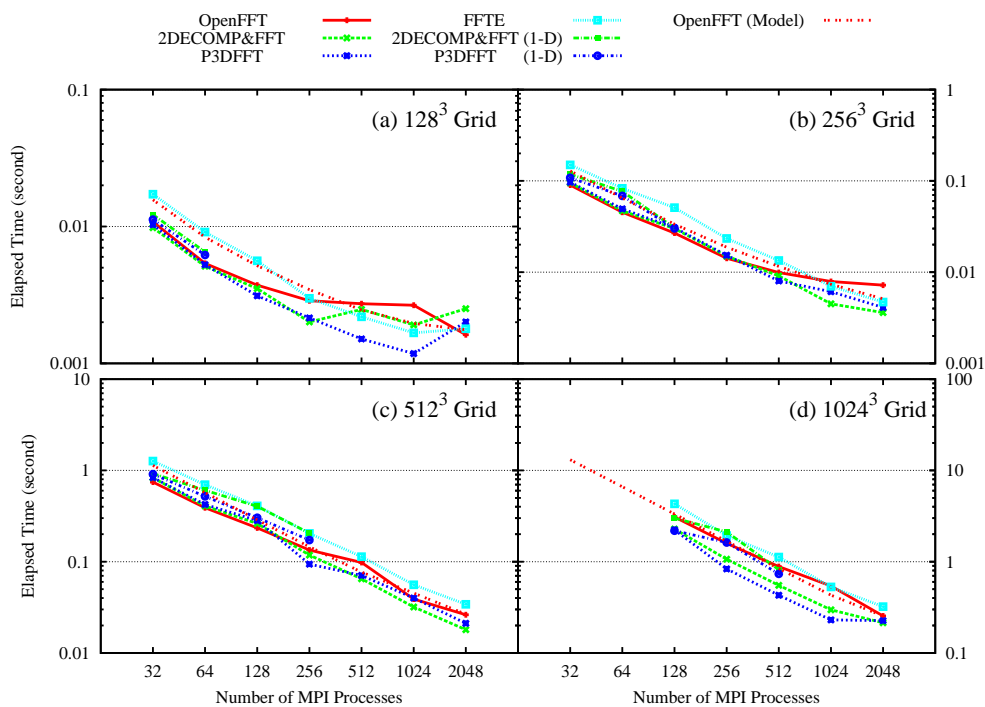 OpenFFT FFTE OpenFFT (Model)
2DECOMP&FFT 2DECOMP&FFT (1-D)
P3DFFT P3DFFT (1-D)
(a) 128³ Grid
0.1
0.01
0.001
Elapsed Time (second)
(b) 256³ Grid
1
0.1
0.01
0.001
(c) 512³ Grid
10
1
0.1
0.01
Elapsed Time (second)
32 64 128 256 512 1024 2048
Number of MPI Processes
(d) 1024³ Grid
100
10
1
0.1
32 64 128 256 512 1024 2048
Number of MPI Processes